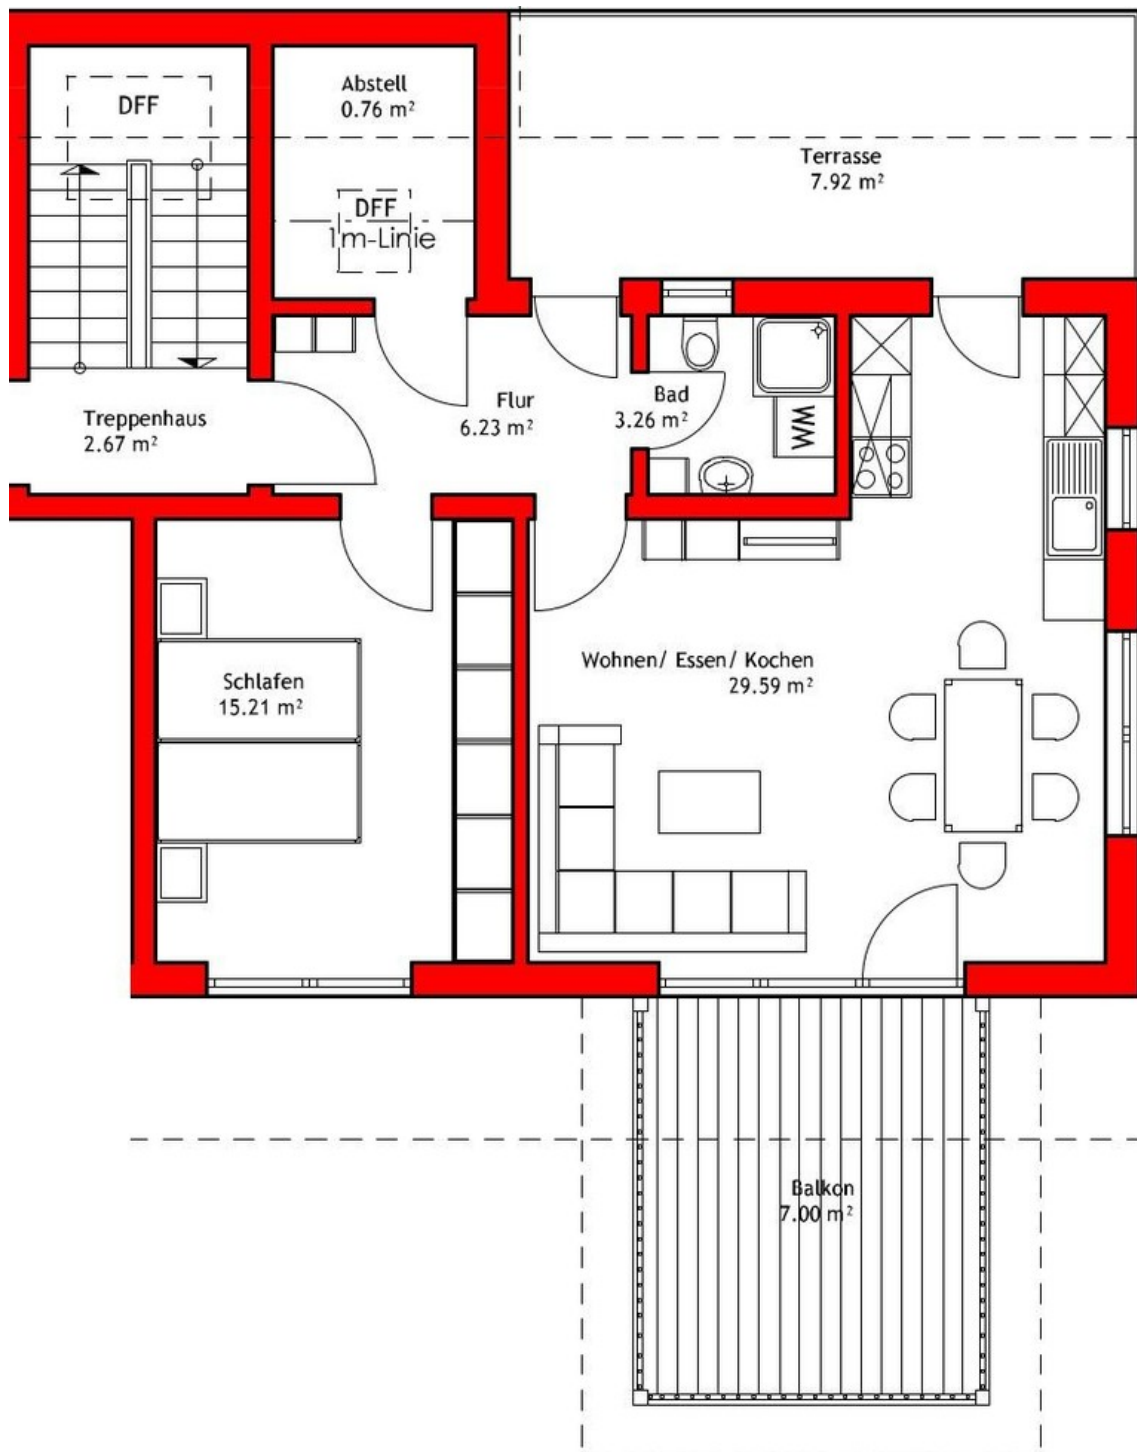 DFF
Abstell
0.76 m²
Terrasse
7.92 m²
DFF
1m-Linie
Treppenhaus
2.67 m²
Flur
6.23 m²
Bad
3.26 m²
WM
Wohnen/ Essen/ Kochen
29.59 m²
Schlafen
15.21 m²
Balkon
7.00 m²